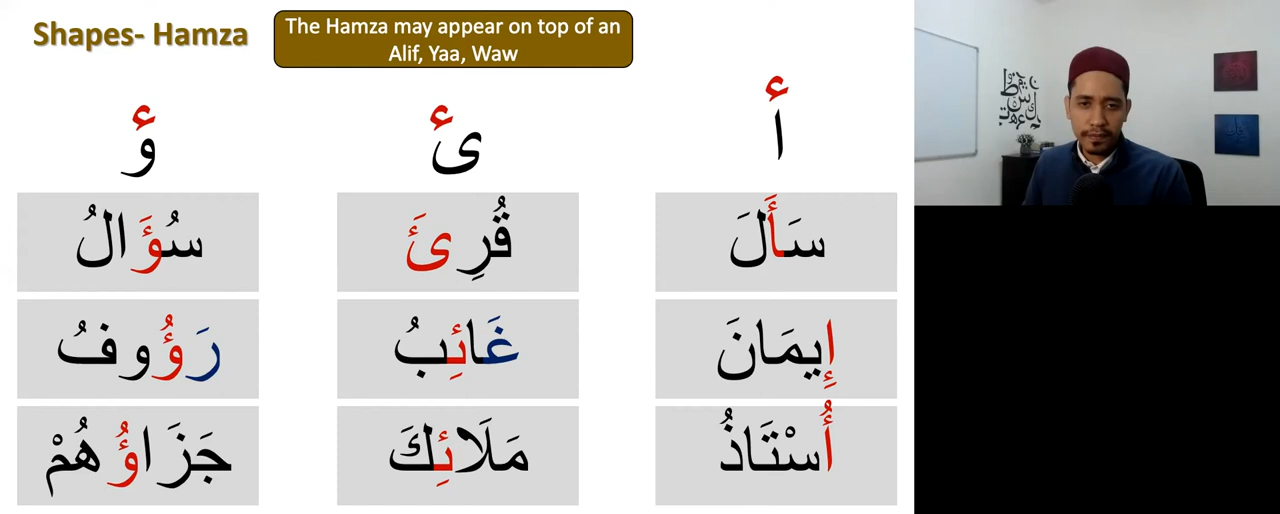 Shapes- Hamza
The Hamza may appear on top of an
Alif, Yaa, Waw
أ ئ ؤ
سَأَلَ قُرِئَ سُؤَالُ
إِيمَانَ غَائِبُ رَؤُوفُ
أُسْتَاذُ مَلَائِكَ جَزَاؤُهُمْ